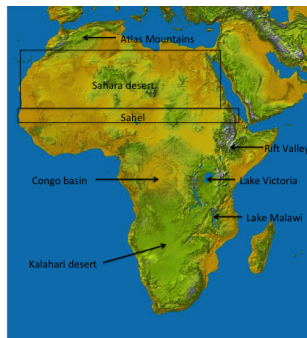 Atlas Mountains
Sahara desert
Sahel
Rift Valley
Congo basin
Lake Victoria
Lake Malawi
Kalahari desert